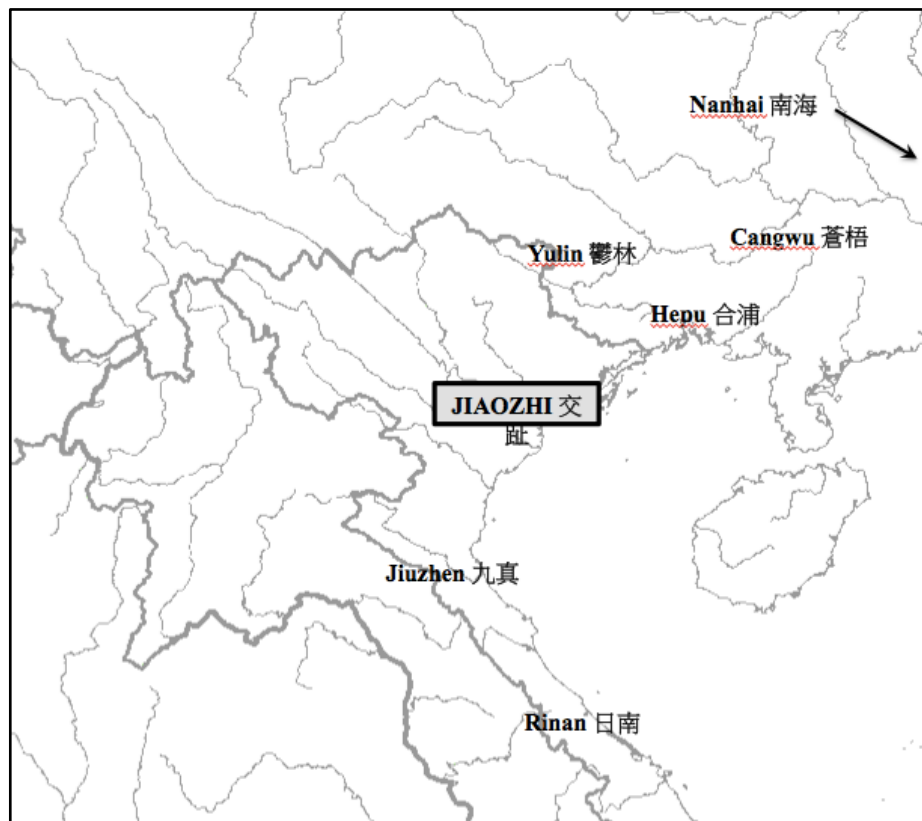 Nanhai 南海
Cangwu 蒼梧
Yulin 鬱林
Hepu 合浦
JIAOZHI 交
趾
Jiuzhen 九真
Rinan 日南